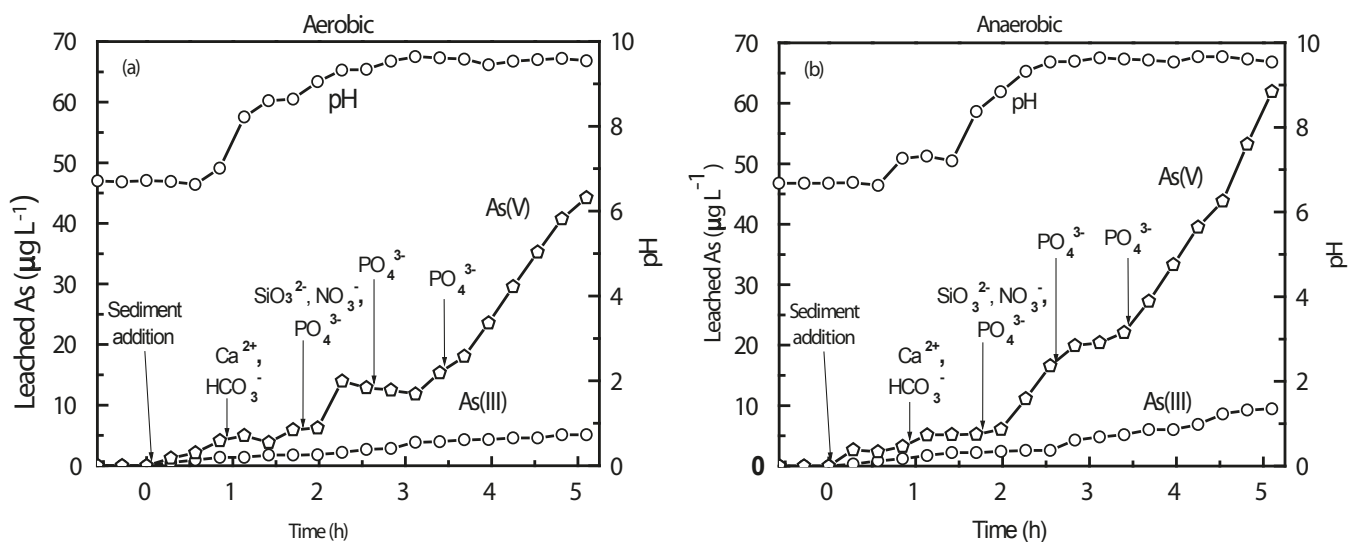 Aerobic
70
60
50
40
30
20
10
0
Leached As (µg L⁻¹)
(a)
pH
As(V)
PO₄³⁻
SiO₃²⁻, NO₃⁻,
PO₄³⁻
PO₄³⁻
Sediment
addition
Ca²⁺,
HCO₃⁻
As(III)
10
8
6
4
2
0
pH
0 1 2 3 4 5
Time (h)
Anaerobic
70
60
50
40
30
20
10
0
Leached As (µg L⁻¹)
(b)
pH
As(V)
PO₄³⁻
PO₄³⁻
SiO₃²⁻, NO₃⁻,
PO₄³⁻
Sediment
addition
Ca²⁺,
HCO₃⁻
As(III)
10
8
6
4
2
0
pH
0 1 2 3 4 5
Time (h)